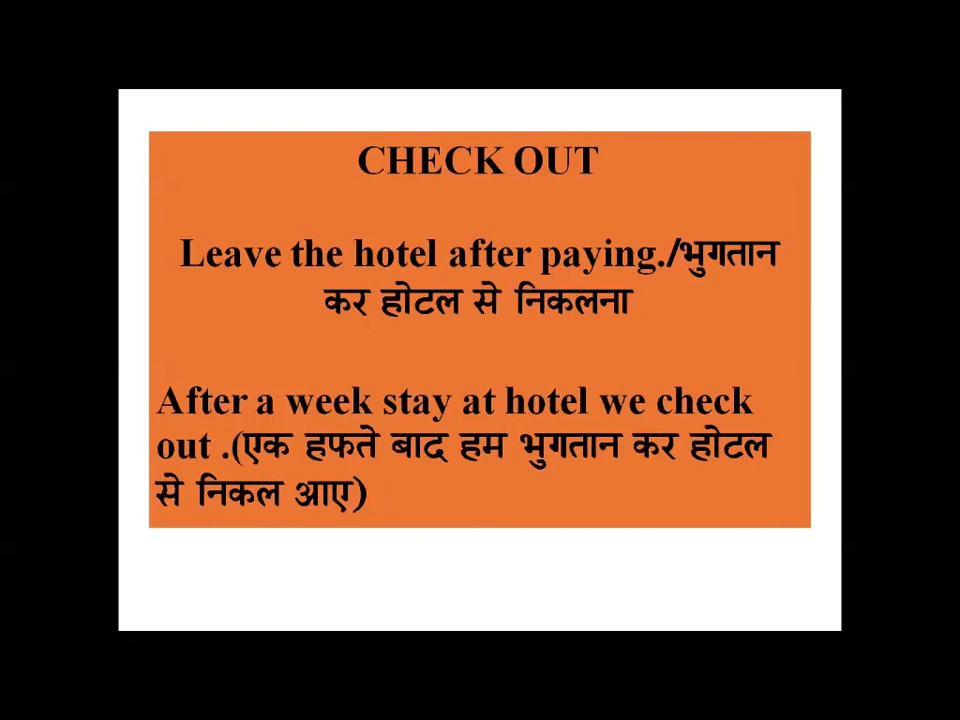 CHECK OUT
Leave the hotel after paying./भुगतान
कर होटल से निकलना
After a week stay at hotel we check
out .(एक हफते बाद हम भुगतान कर होटल
से निकल आए)